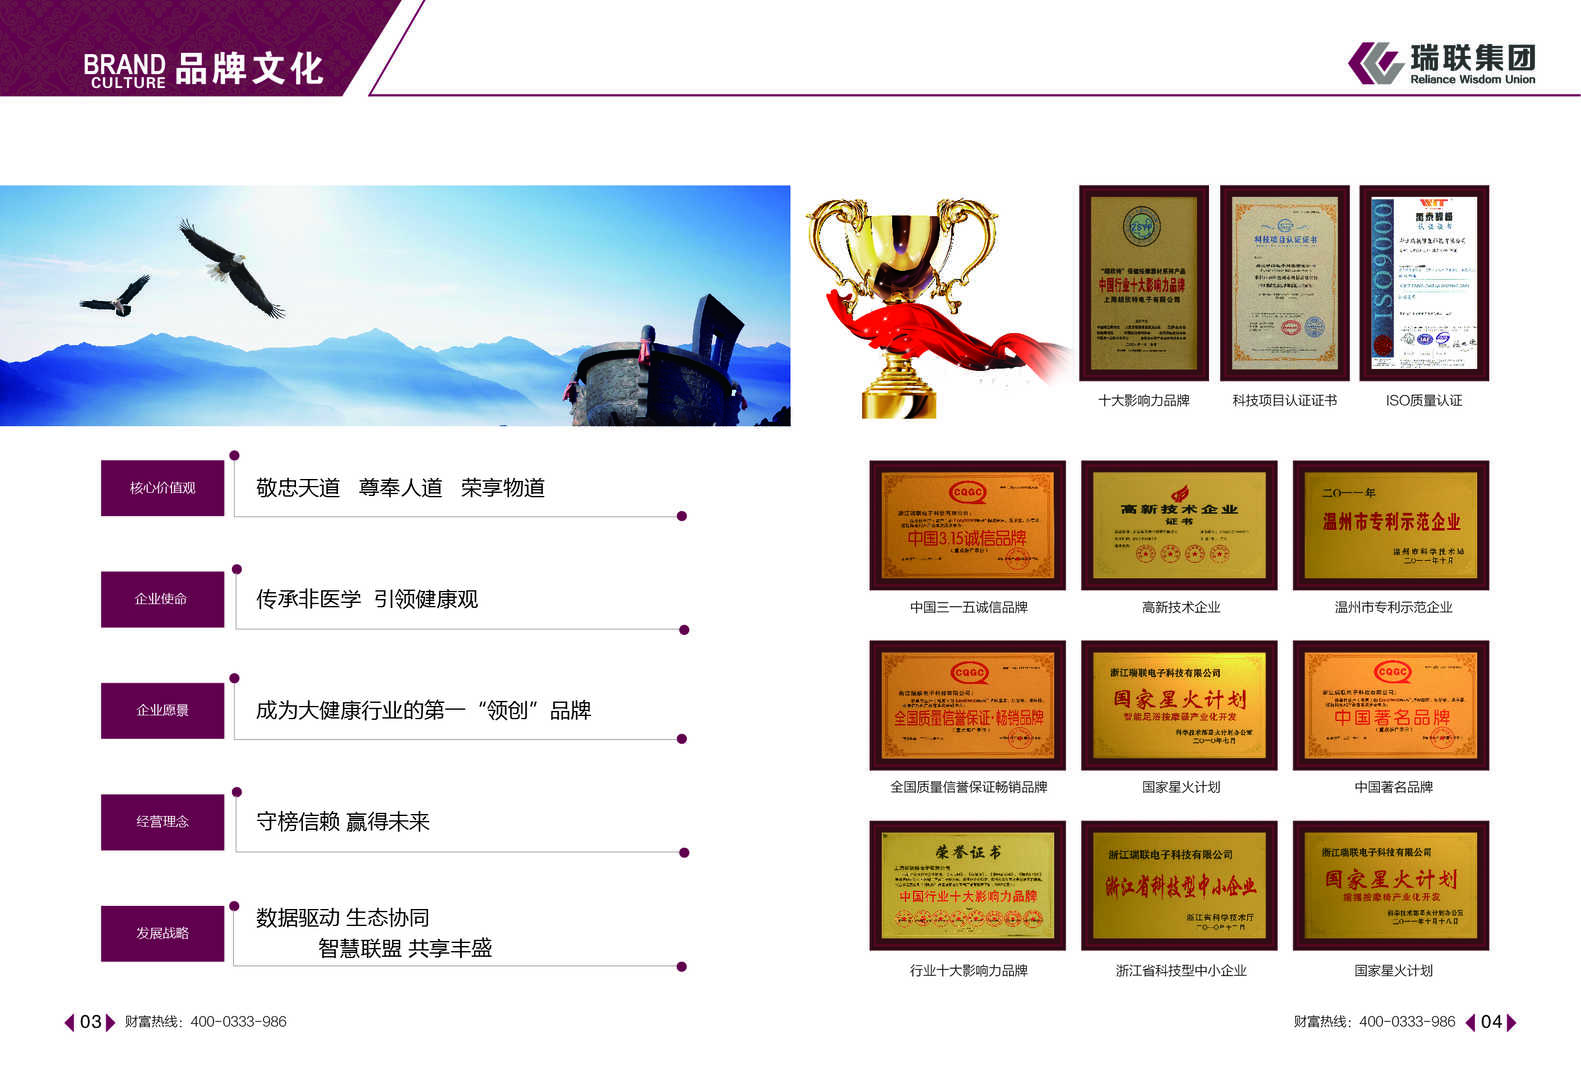 BRAND
CULTURE
品牌文化
瑞联集团
Reliance Wisdom Union
核心价值观
敬忠天道 尊奉人道 荣享物道
企业使命
传承非医学 引领健康观
企业愿景
成为大健康行业的第一“领创”品牌
经营理念
守榜信赖 赢得未来
发展战略
数据驱动 生态协同
智慧联盟 共享丰盛
03
财富热线：400-0333-986
ZSYP
中国行业十大影响力品牌
科技项目认证证书
WIT
认证证书
ISO9000
十大影响力品牌
科技项目认证证书
ISO质量认证
CQGC
中国3.15诚信品牌
高新技术企业
证书
二〇一一年
温州市专利示范企业
温州市科学技术局
二〇一一年十月
中国三一五诚信品牌
高新技术企业
温州市专利示范企业
CQGC
全国质量信誉保证·畅销品牌
浙江瑞联电子科技有限公司
国家星火计划
智能足浴按摩器产业化开发
科学技术部星火计划办公室
二〇一〇年七月
CQGC
中国著名品牌
全国质量信誉保证畅销品牌
国家星火计划
中国著名品牌
荣誉证书
中国行业十大影响力品牌
浙江瑞联电子科技有限公司
浙江省科技型中小企业
浙江省科学技术厅
浙江瑞联电子科技有限公司
国家星火计划
科学技术部星火计划办公室
二〇一一年十月十八日
行业十大影响力品牌
浙江省科技型中小企业
国家星火计划
财富热线：400-0333-986
04